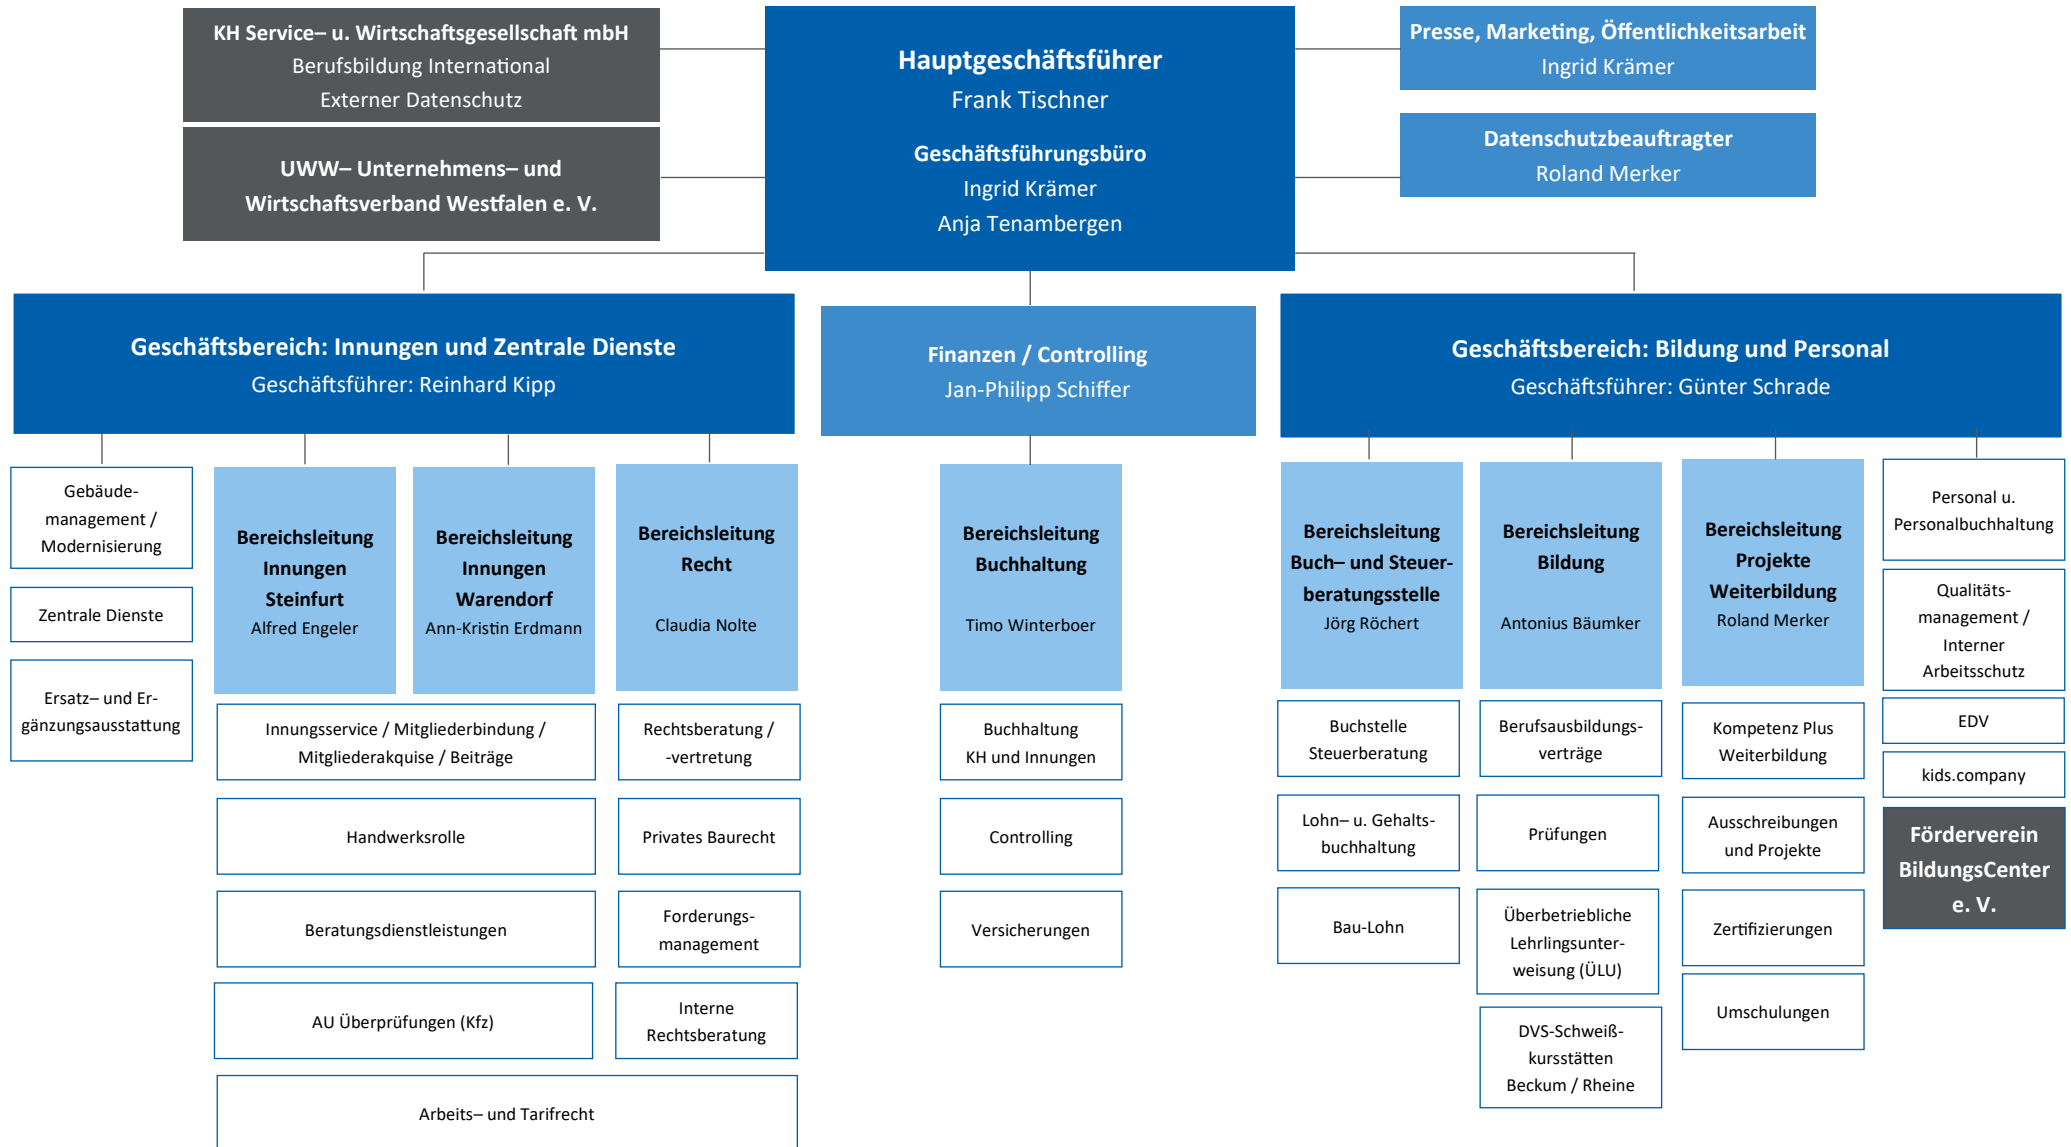 KH Service– u. Wirtschaftsgesellschaft mbH
Berufsbildung International
Externer Datenschutz
UWW– Unternehmens– und
Wirtschaftsverband Westfalen e. V.
Hauptgeschäftsführer
Frank Tischner
Geschäftsführungsbüro
Ingrid Krämer
Anja Tenambergen
Presse, Marketing, Öffentlichkeitsarbeit
Ingrid Krämer
Datenschutzbeauftragter
Roland Merker
Geschäftsbereich: Innungen und Zentrale Dienste
Geschäftsführer: Reinhard Kipp
Finanzen / Controlling
Jan-Philipp Schiffer
Geschäftsbereich: Bildung und Personal
Geschäftsführer: Günter Schrade
Gebäude-
management /
Modernisierung
Zentrale Dienste
Ersatz– und Er-
gänzungsausstattung
Bereichsleitung
Innungen
Steinfurt
Alfred Engeler
Bereichsleitung
Innungen
Warendorf
Ann-Kristin Erdmann
Innungsservice / Mitgliederbindung /
Mitgliederakquise / Beiträge
Handwerksrolle
Beratungsdienstleistungen
AU Überprüfungen (Kfz)
Bereichsleitung
Recht
Claudia Nolte
Rechtsberatung /
-vertretung
Privates Baurecht
Forderungs-
management
Interne
Rechtsberatung
Arbeits– und Tarifrecht
Bereichsleitung
Buchhaltung
Timo Winterboer
Buchhaltung
KH und Innungen
Controlling
Versicherungen
Bereichsleitung
Buch– und Steuer-
beratungsstelle
Jörg Röchert
Buchstelle
Steuerberatung
Lohn– u. Gehalts-
buchhaltung
Bau-Lohn
Bereichsleitung
Bildung
Antonius Bäumker
Berufsausbildungs-
verträge
Prüfungen
Überbetriebliche
Lehrlingsunter-
weisung (ÜLU)
DVS-Schweiß-
kursstätten
Beckum / Rheine
Bereichsleitung
Projekte
Weiterbildung
Roland Merker
Kompetenz Plus
Weiterbildung
Ausschreibungen
und Projekte
Zertifizierungen
Umschulungen
Personal u.
Personalbuchhaltung
Qualitäts-
management /
Interner
Arbeitsschutz
EDV
kids.company
Förderverein
BildungsCenter
e. V.